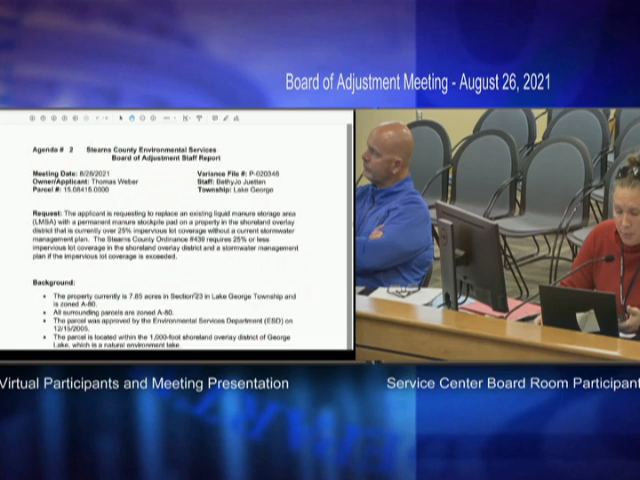 Board of Adjustment Meeting - August 26, 2021
Agenda # 2 Stearns County Environmental Services
Board of Adjustment Staff Report
Meeting Date: 8/26/2021
Owner/Applicant: Thomas Weber
Parcel #: 15.08416.0000
Variance File #: P-020348
Staff: BethyJo Juetten
Township: Lake George
Request: The applicant is requesting to replace an existing liquid manure storage area
(LMSA) with a permanent manure stockpile pad on a property in the shoreland overlay
district that is currently over 25% impervious lot coverage without a current stormwater
management plan. The Stearns County Ordinance #439 requires 25% or less
impervious lot coverage in the shoreland overlay district and a stormwater management
plan if the impervious lot coverage is exceeded.
Background:
• The property currently is 7.65 acres in Section 23 in Lake George Township and
is zoned A-80.
• All surrounding parcels are zoned A-80.
• The parcel was approved by the Environmental Services Department (ESD) on
12/15/2005.
• The parcel is located within the 1,000-foot shoreland overlay district of George
Lake, which is a natural environment lake.
Virtual Participants and Meeting Presentation
Service Center Board Room Participant